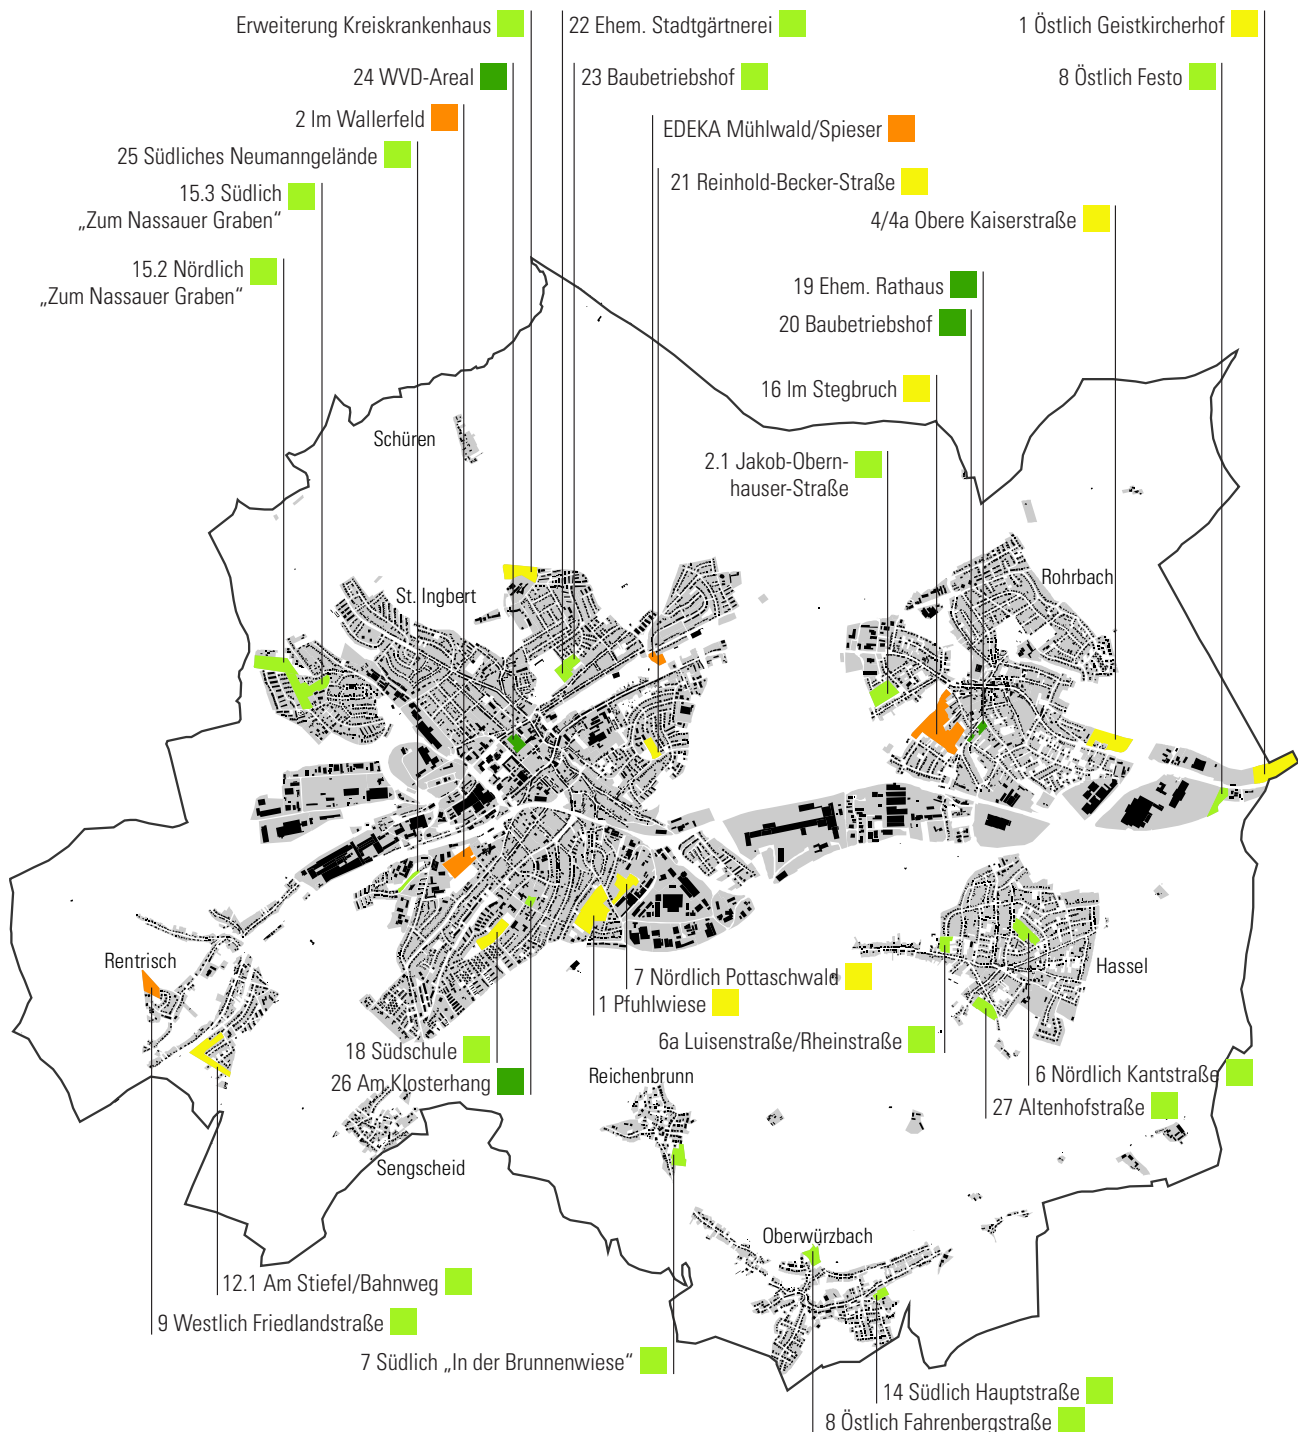 Erweiterung Kreiskrankenhaus
22 Ehem. Stadtgärtnerei
1 Östlich Geistkircherhof
24 WVD-Areal
23 Baubetriebshof
8 Östlich Festo
2 Im Wallerfeld
EDEKA Mühlwald/Spieser
25 Südliches Neumanngelände
21 Reinhold-Becker-Straße
15.3 Südlich
„Zum Nassauer Graben“
4/4a Obere Kaiserstraße
15.2 Nördlich
„Zum Nassauer Graben“
19 Ehem. Rathaus
20 Baubetriebshof
16 Im Stegbruch
Schüren
2.1 Jakob-Obern-
hauser-Straße
Rohrbach
St. Ingbert
Rentrisch
Hassel
7 Nördlich Pottaschwald
1 Pfuhlwiese
6a Luisenstraße/Rheinstraße
18 Südschule
26 Am Klosterhang
Reichenbrunn
6 Nördlich Kantstraße
27 Altenhofstraße
Sengscheid
Oberwürzbach
12.1 Am Stiefel/Bahnweg
9 Westlich Friedlandstraße
7 Südlich „In der Brunnenwiese“
14 Südlich Hauptstraße
8 Östlich Fahrenbergstraße